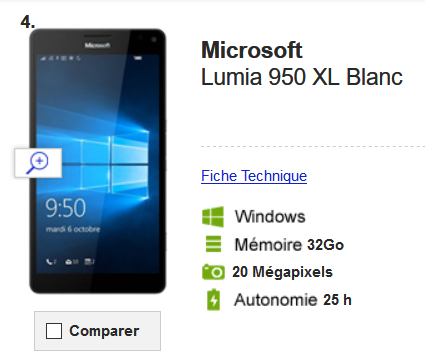 4.
Microsoft
Microsoft
Lumia 950 XL Blanc
9:50
mardi 6 octobre
Fiche Technique
Windows
Mémoire 32Go
20 Mégapixels
Autonomie 25 h
Comparer